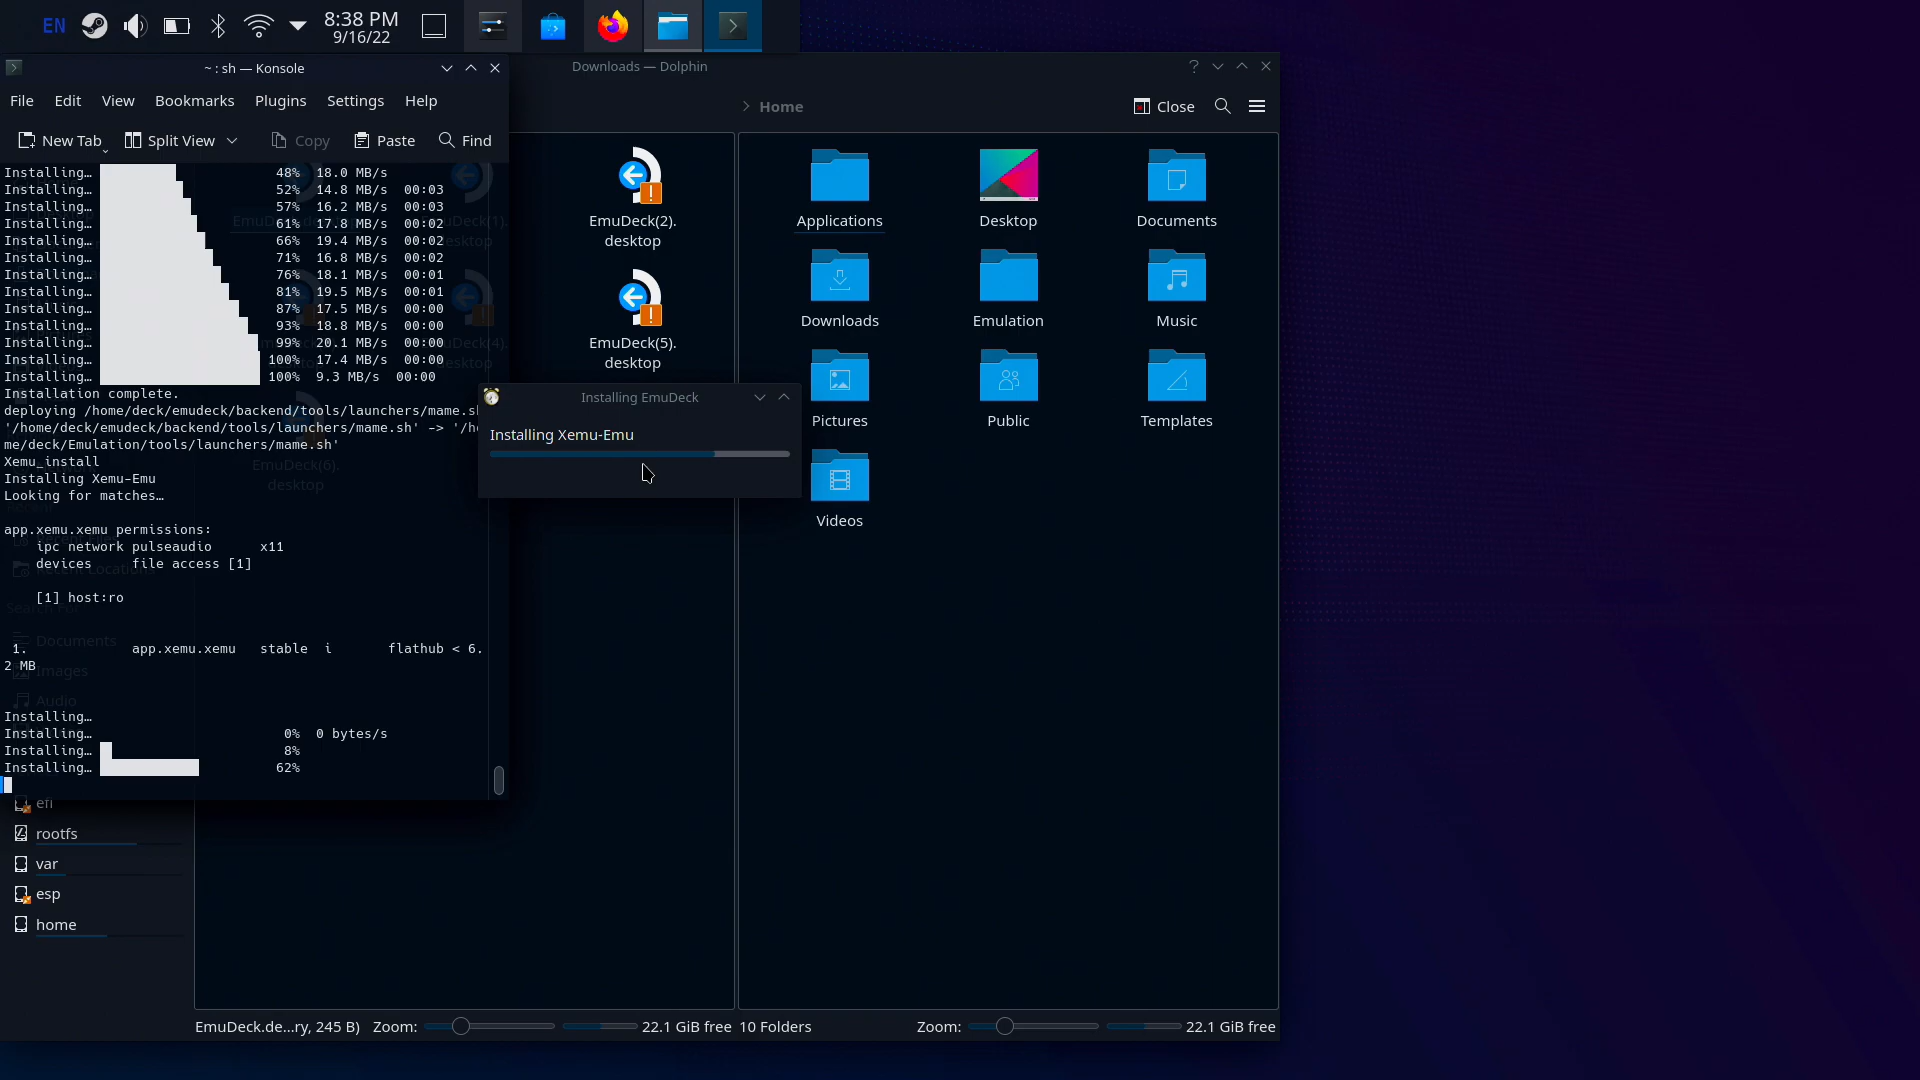 EN
8:38 PM
9/16/22
~ : sh — Konsole
File Edit View Bookmarks Plugins Settings Help
New Tab Split View Copy Paste Find
Installing… 48% 18.0 MB/s
Installing… 52% 14.8 MB/s 00:03
Installing… 57% 16.2 MB/s 00:03
Installing… 61% 17.8 MB/s 00:02
Installing… 66% 19.4 MB/s 00:02
Installing… 71% 16.8 MB/s 00:02
Installing… 76% 18.1 MB/s 00:01
Installing… 81% 19.5 MB/s 00:01
Installing… 87% 17.5 MB/s 00:00
Installing… 93% 18.8 MB/s 00:00
Installing… 99% 20.1 MB/s 00:00
Installing… 100% 17.4 MB/s 00:00
Installing… 100% 9.3 MB/s 00:00
Installation complete.
deploying /home/deck/emudeck/backend/tools/launchers/mame.sh
'/home/deck/emudeck/backend/tools/launchers/mame.sh' -> '/ho
me/deck/Emulation/tools/launchers/mame.sh'
Xemu_install
Installing Xemu-Emu
Looking for matches…
app.xemu.xemu permissions:
ipc network pulseaudio x11
devices file access [1]
[1] host:ro
1. app.xemu.xemu stable i flathub < 6.
2 MB
Installing…
Installing… 0% 0 bytes/s
Installing… 8%
Installing… 62%
EmuDeck(6).
desktop
Recent Locations
Search For
Documents
Images
Audio
efi
rootfs
var
esp
home
Downloads — Dolphin
Home
Close
EmuDeck(2).
desktop
EmuDeck(5).
desktop
Installing EmuDeck
Installing Xemu-Emu
Applications Desktop Documents
Downloads Emulation Music
Pictures Public Templates
Videos
EmuDeck.de...ry, 245 B) Zoom: 22.1 GiB free
10 Folders Zoom: 22.1 GiB free